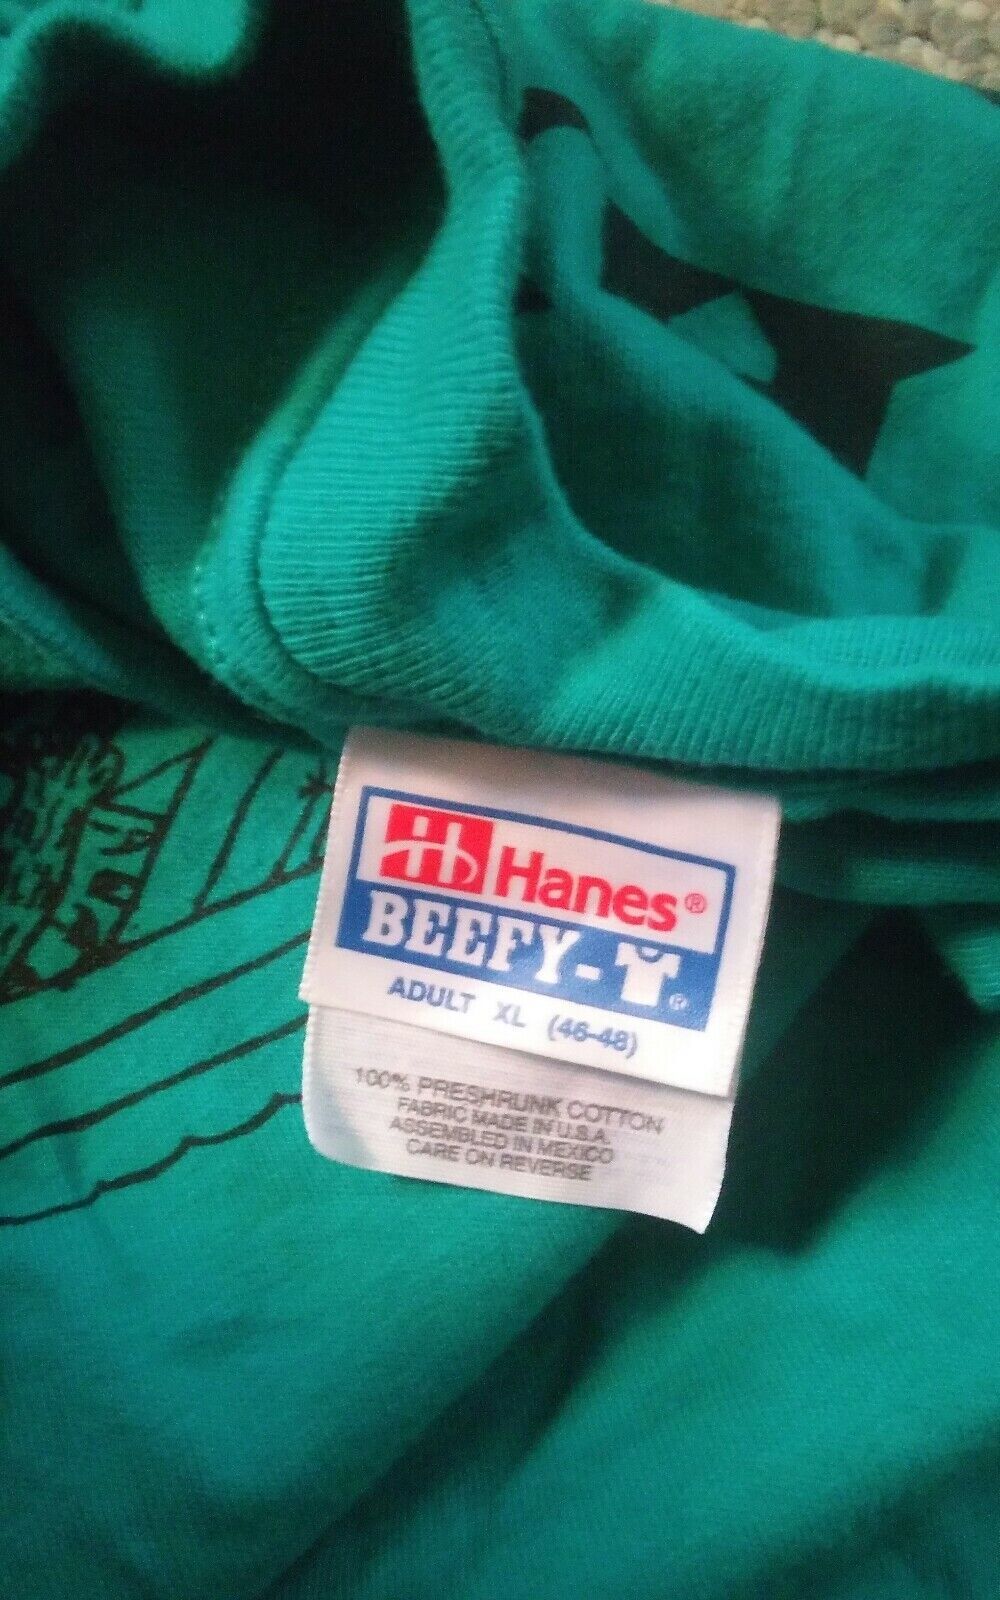 Hanes®
BEEFY-T®
ADULT XL (46-48)
100% PRESHRUNK COTTON
FABRIC MADE IN U.S.A.
ASSEMBLED IN MEXICO
CARE ON REVERSE